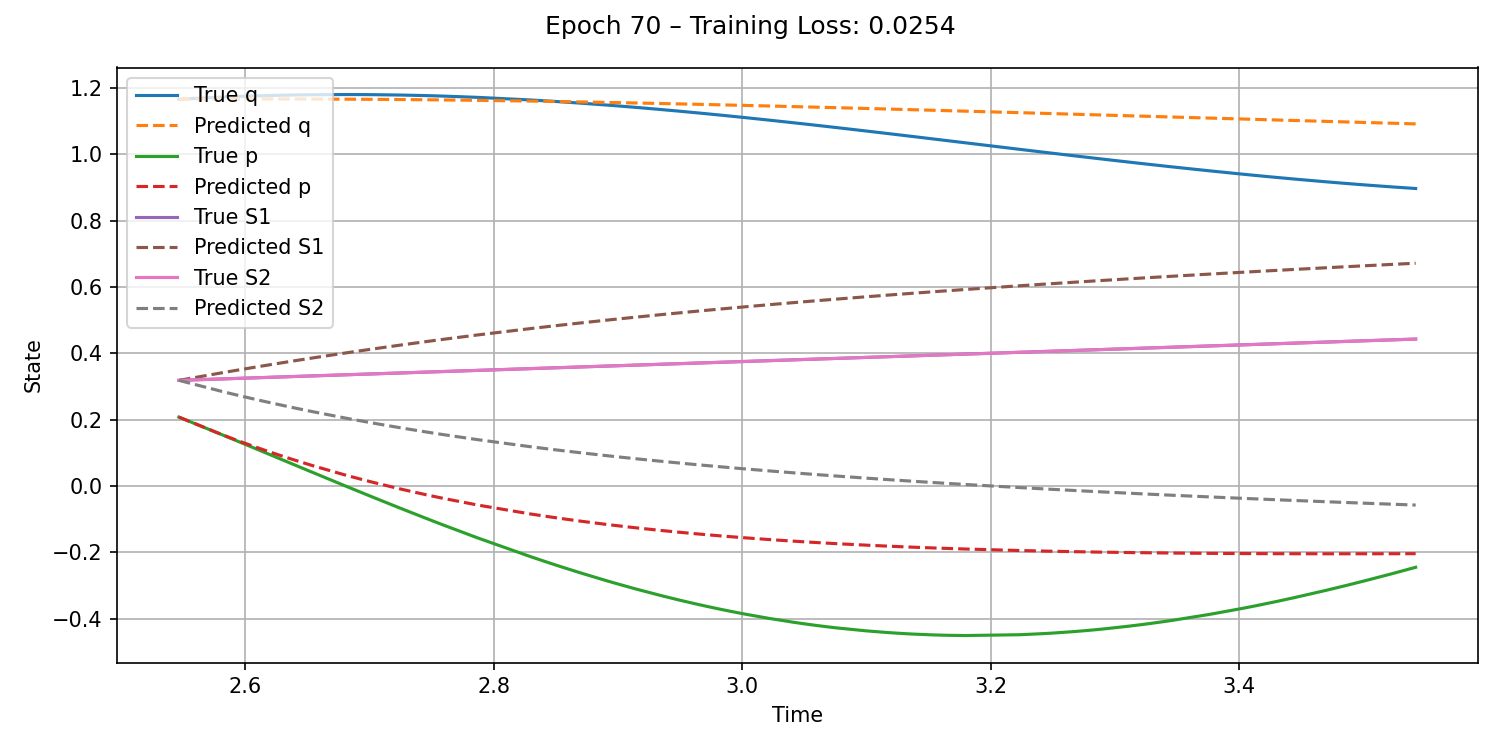 Epoch 70 – Training Loss: 0.0254
1.2
1.0
0.8
0.6
0.4
0.2
0.0
−0.2
−0.4
State
True q
Predicted q
True p
Predicted p
True S1
Predicted S1
True S2
Predicted S2
2.6 2.8 3.0 3.2 3.4
Time